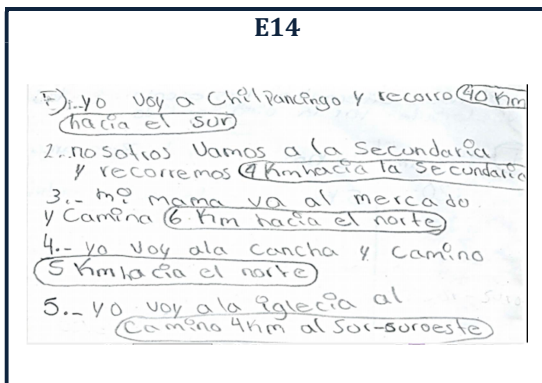 E14
F):.yo voy a Chilpancingo y recorro 40 Km
hacia el sur
2..nosotros vamos a la secundaria
y recorremos 4 Km hacia la secundaria
3.- mi mama va al mercado
y camina 6 Km hacia el norte
4.- yo voy ala cancha y camino
5 Km hacia el norte
5.- yo voy ala iglecia al
camino 4Km al sor-suroeste